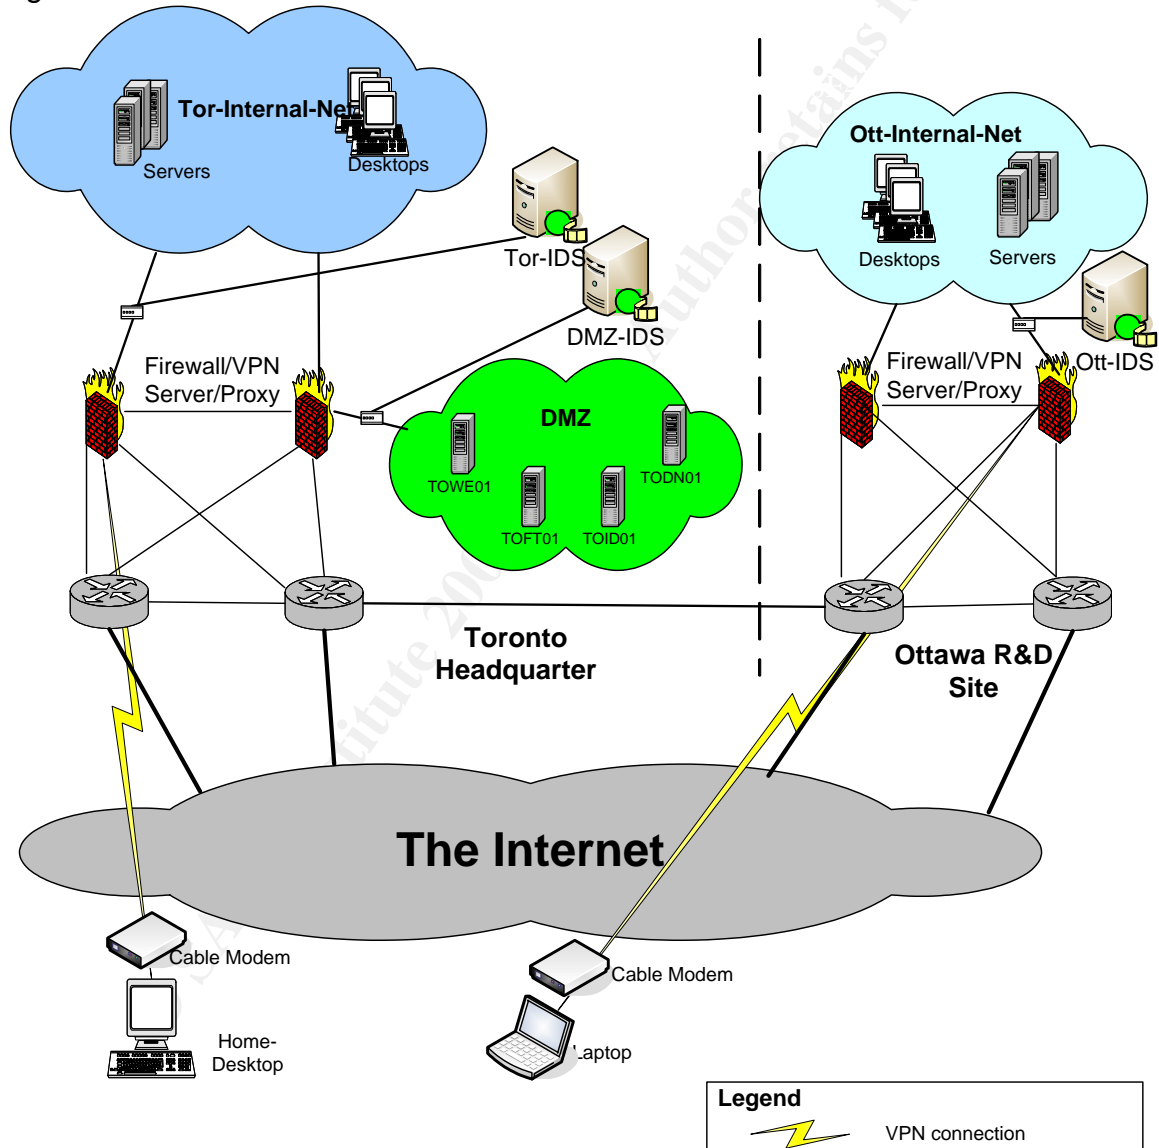 Tor-Internal-Net
Servers
Desktops
Ott-Internal-Net
Desktops
Servers
Tor-IDS
DMZ-IDS
Ott-IDS
Firewall/VPN
Server/Proxy
Firewall/VPN
Server/Proxy
DMZ
TOWE01
TODN01
TOFT01
TOID01
Toronto
Headquarter
Ottawa R&D
Site
The Internet
Cable Modem
Cable Modem
Home-
Desktop
Laptop
Legend
VPN connection
Author retains